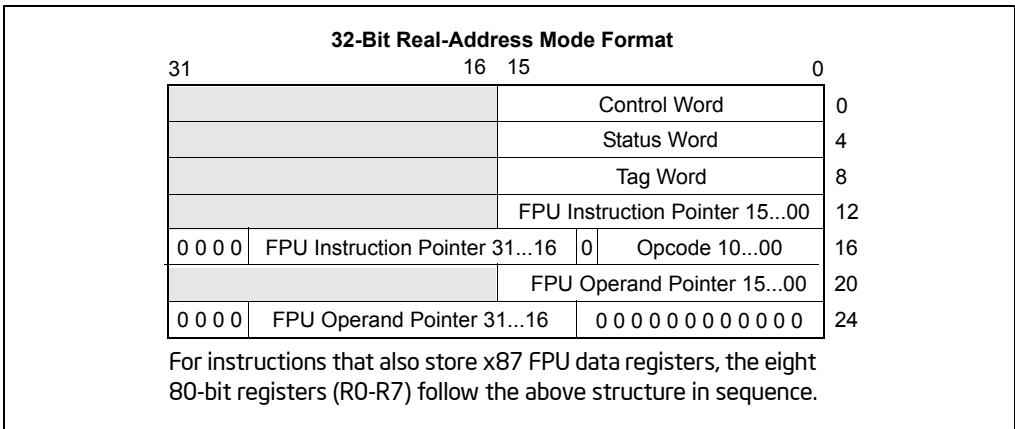 32-Bit Real-Address Mode Format
31 16 15 0
Control Word 0
Status Word 4
Tag Word 8
FPU Instruction Pointer 15...00 12
0 0 0 0 FPU Instruction Pointer 31...16 0 Opcode 10...00 16
FPU Operand Pointer 15...00 20
0 0 0 0 FPU Operand Pointer 31...16 0 0 0 0 0 0 0 0 0 0 0 0 24
For instructions that also store x87 FPU data registers, the eight
80-bit registers (R0-R7) follow the above structure in sequence.